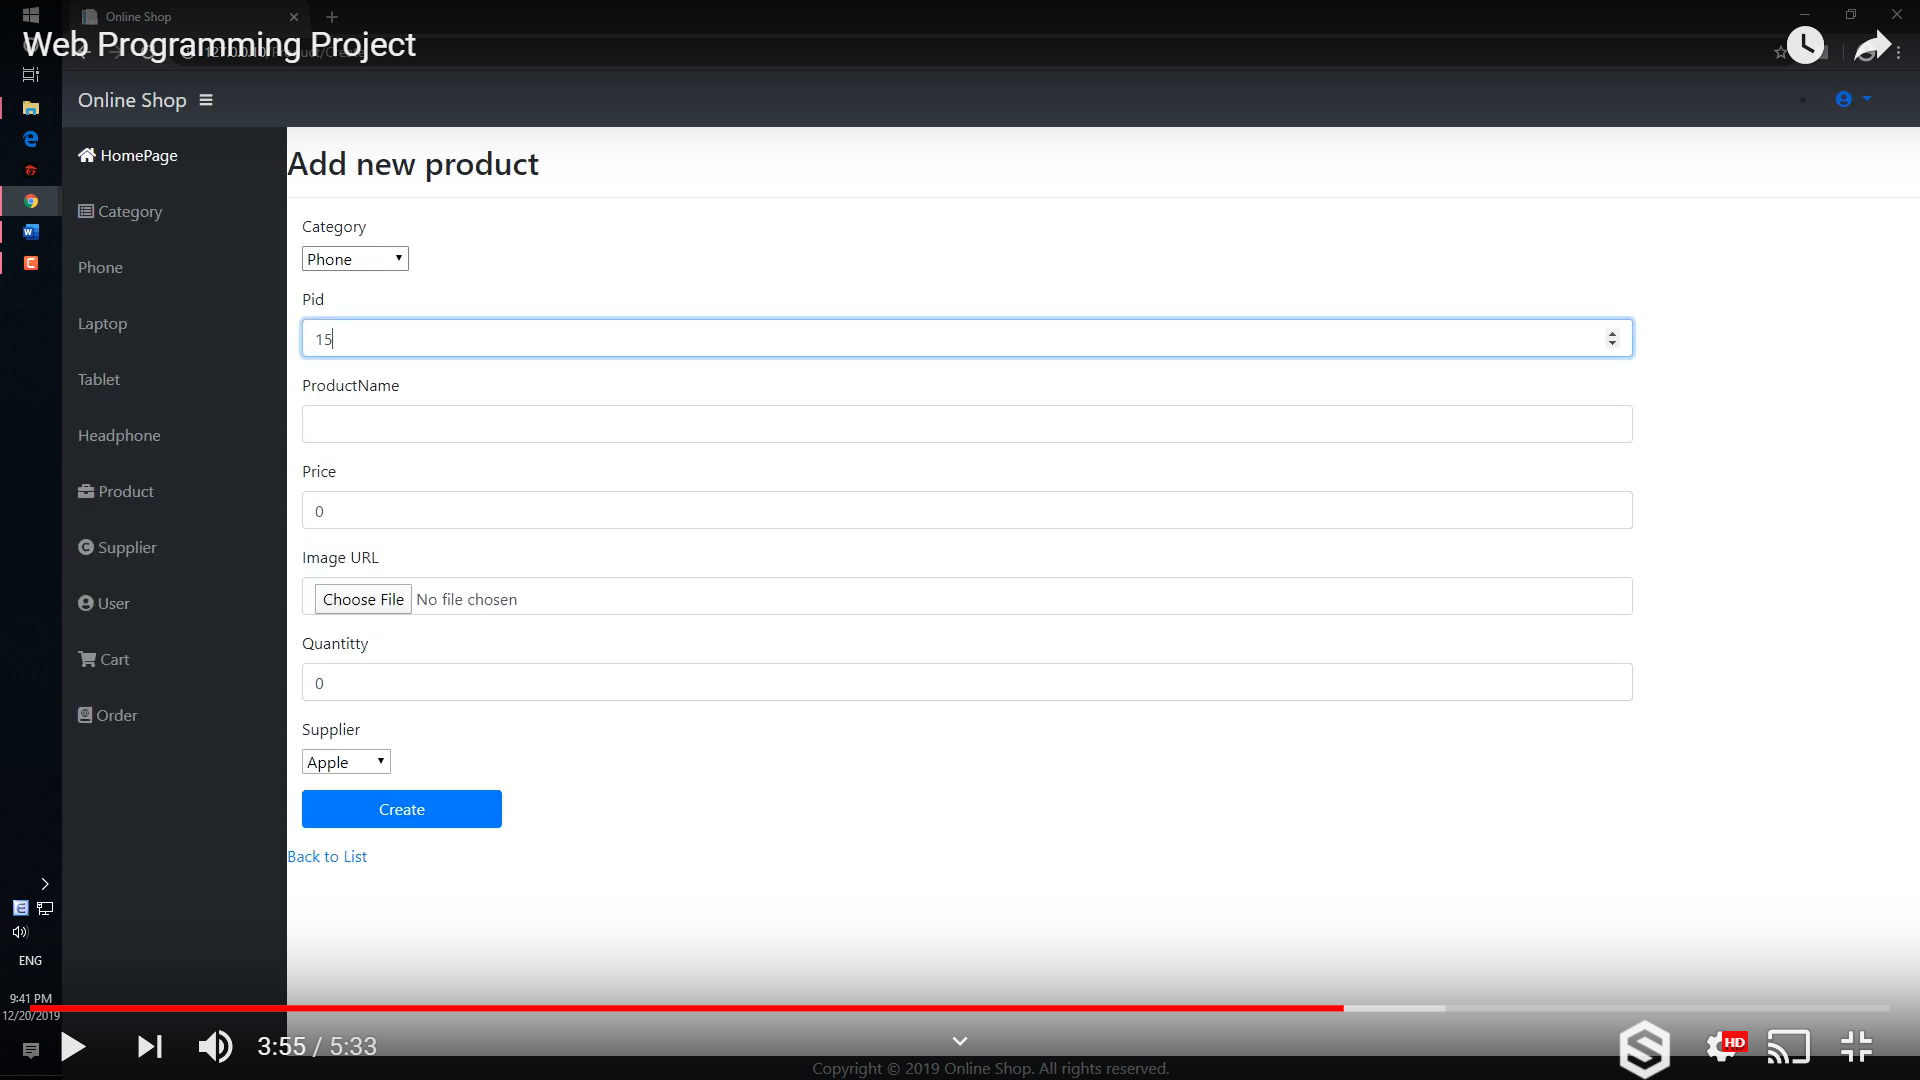 Online Shop
Web Programming Project
Online Shop
HomePage
Category
Phone
Laptop
Tablet
Headphone
Product
Supplier
User
Cart
Order
Add new product
Category
Phone
Pid
15
ProductName
Price
0
Image URL
Choose File No file chosen
Quantitty
0
Supplier
Apple
Create
Back to List
ENG
9:41 PM
12/20/2019
3:55 / 5:33
HD
Copyright © 2019 Online Shop. All rights reserved.